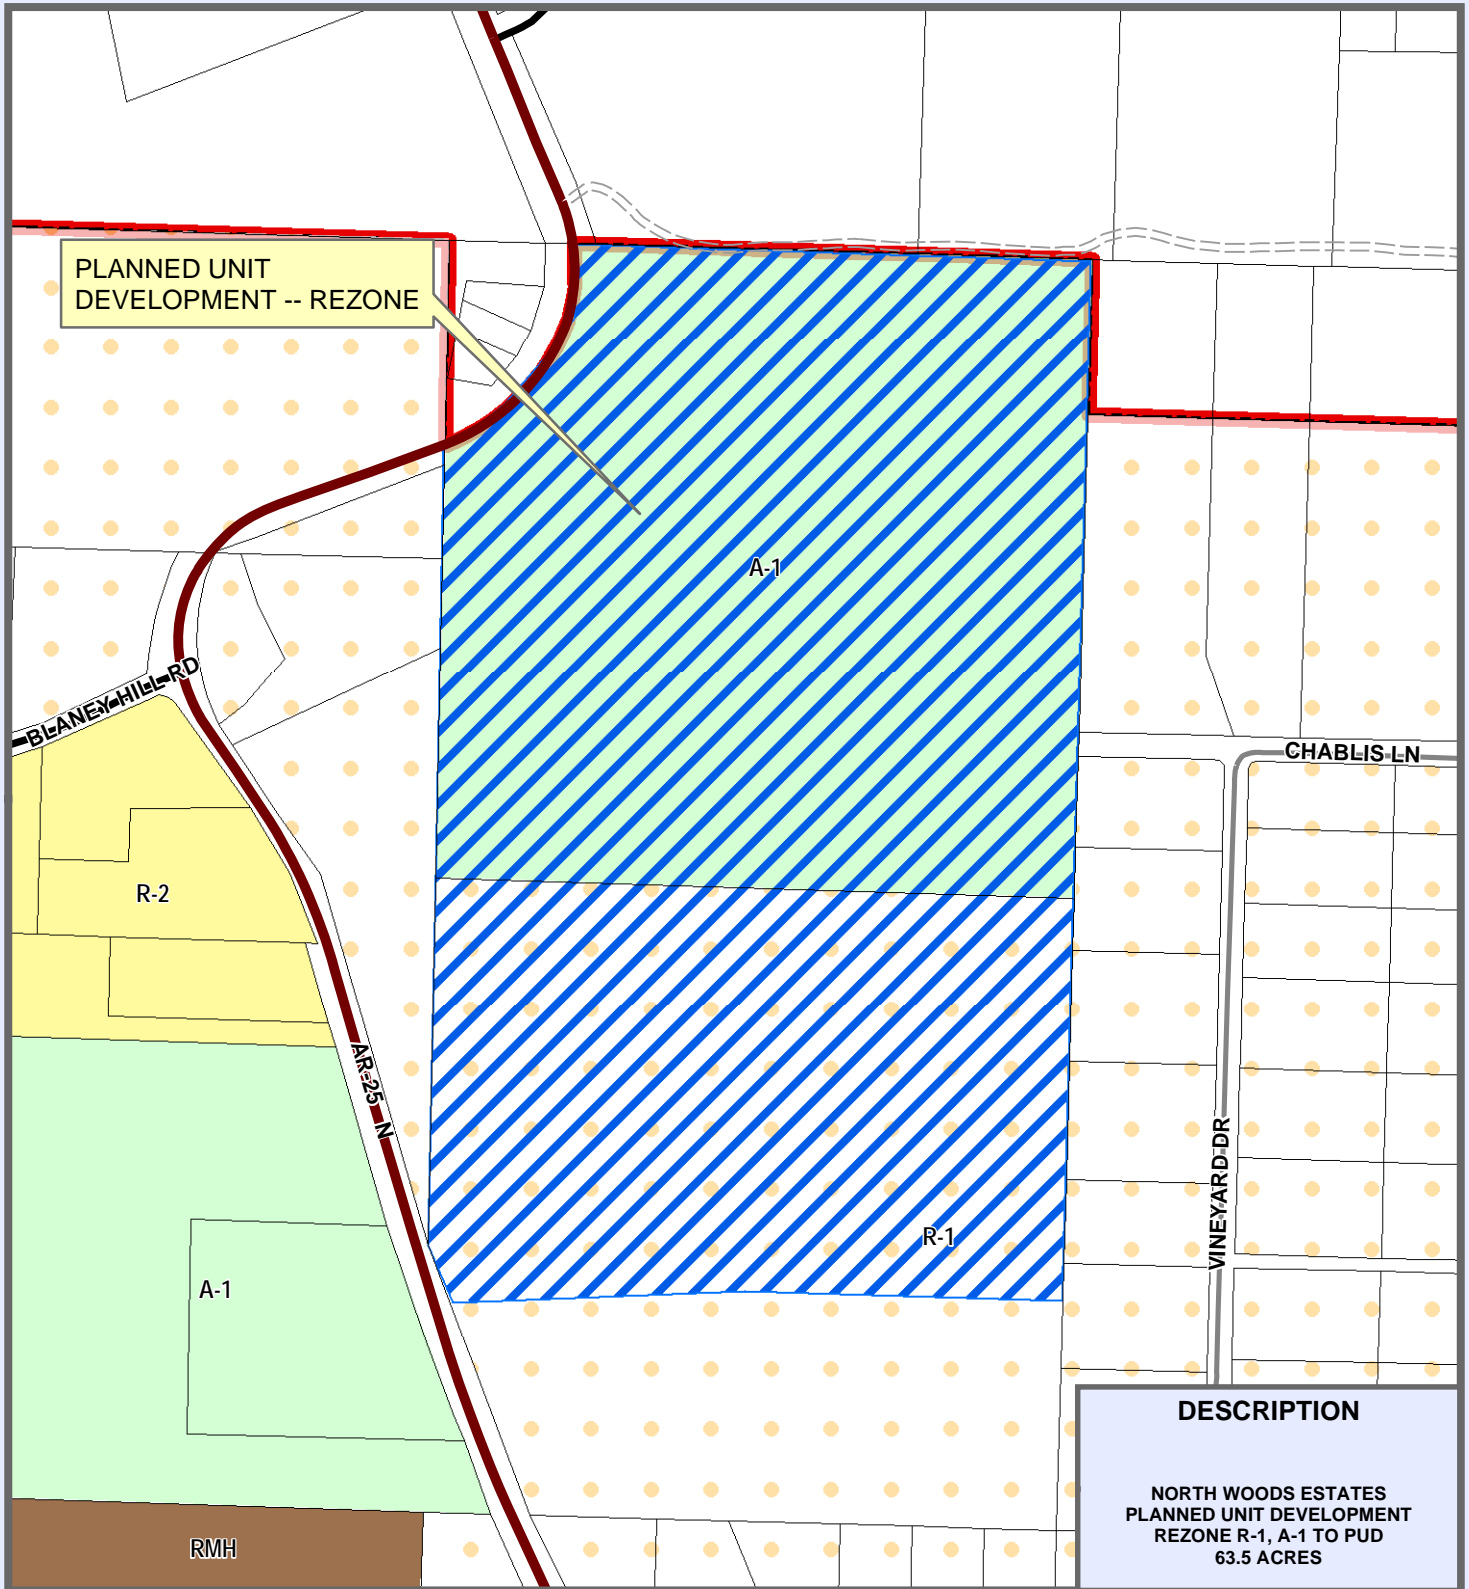 PLANNED UNIT
DEVELOPMENT -- REZONE
A-1
BLANEY HILL RD
CHABLIS LN
R-2
AR-25 N
VINEYARD DR
R-1
A-1
RMH
DESCRIPTION
NORTH WOODS ESTATES
PLANNED UNIT DEVELOPMENT
REZONE R-1, A-1 TO PUD
63.5 ACRES